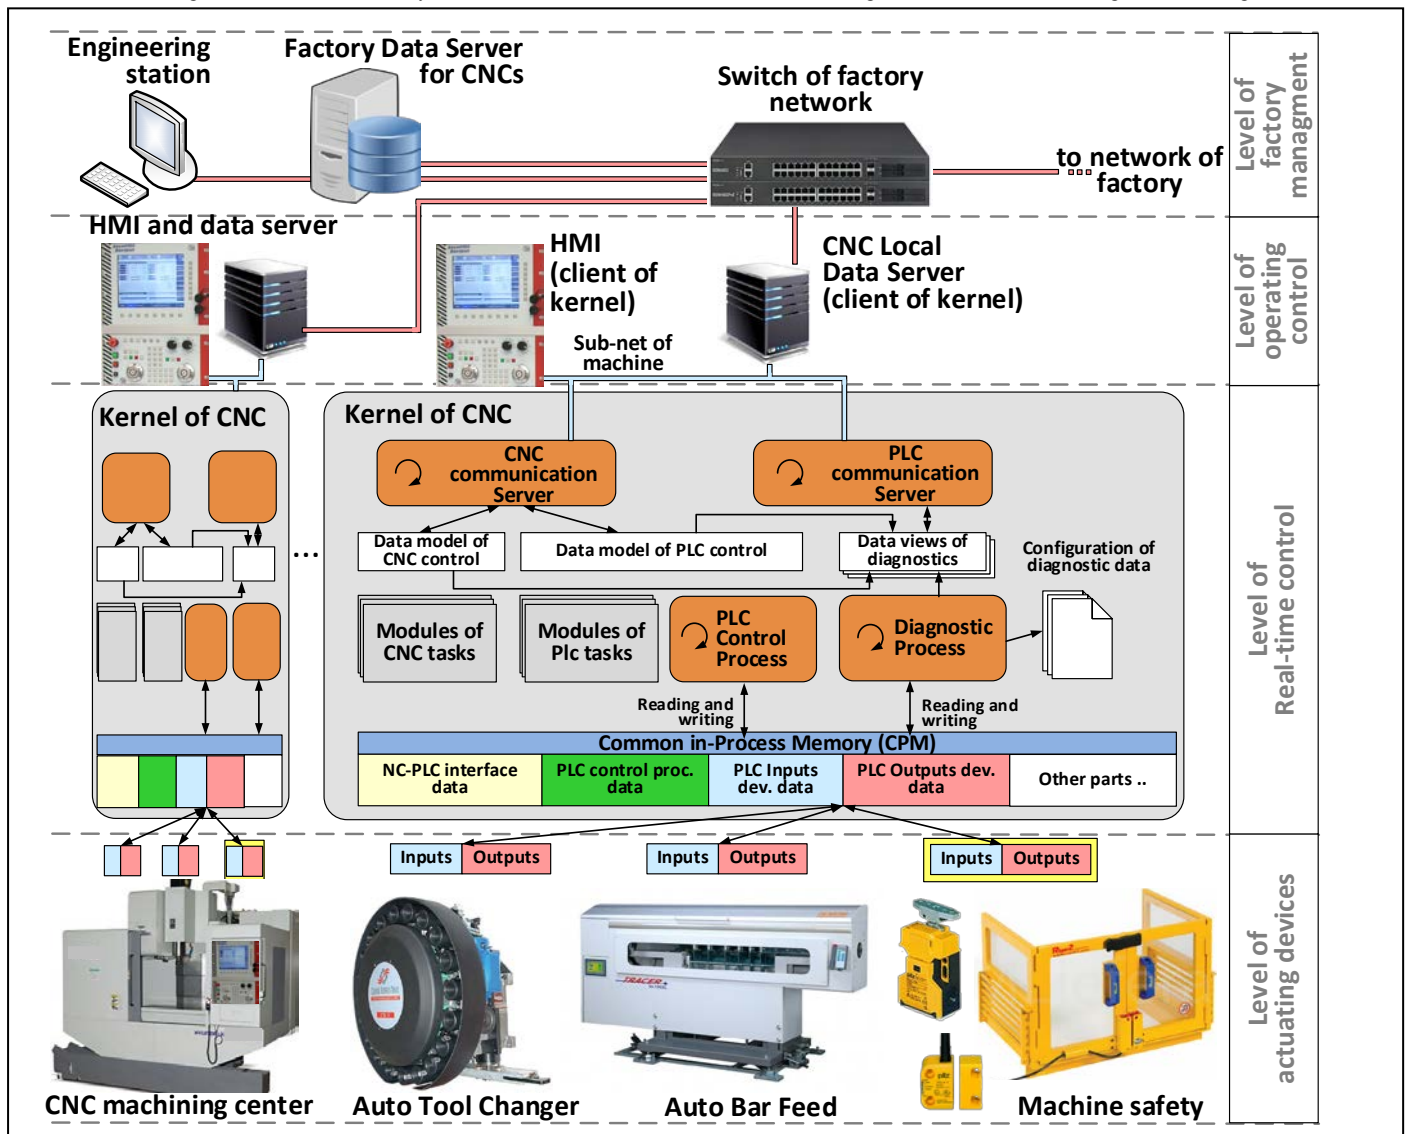 Engineering
station
Factory Data Server
for CNCs
Switch of factory
network
to network of
factory
Level of
factory
managment
HMI and data server
HMI
(client of
kernel)
CNC Local
Data Server
(client of kernel)
Sub-net of
machine
Level of
operating
control
Kernel of CNC
Kernel of CNC
CNC
communication
Server
PLC
communication
Server
Data model of
CNC control
Data model of PLC control
Data views of
diagnostics
Configuration of
diagnostic data
...
Modules of
CNC tasks
Modules of
Plc tasks
PLC
Control
Process
Diagnostic
Process
Reading and
writing
Reading and
writing
Common in-Process Memory (CPM)
NC-PLC interface
data
PLC control proc.
data
PLC Inputs
dev. data
PLC Outputs dev.
data
Other parts ..
Level of
Real-time control
Inputs
Outputs
Inputs
Outputs
Inputs
Outputs
TRACER
CNC machining center
Auto Tool Changer
Auto Bar Feed
Machine safety
Level of
actuating devices